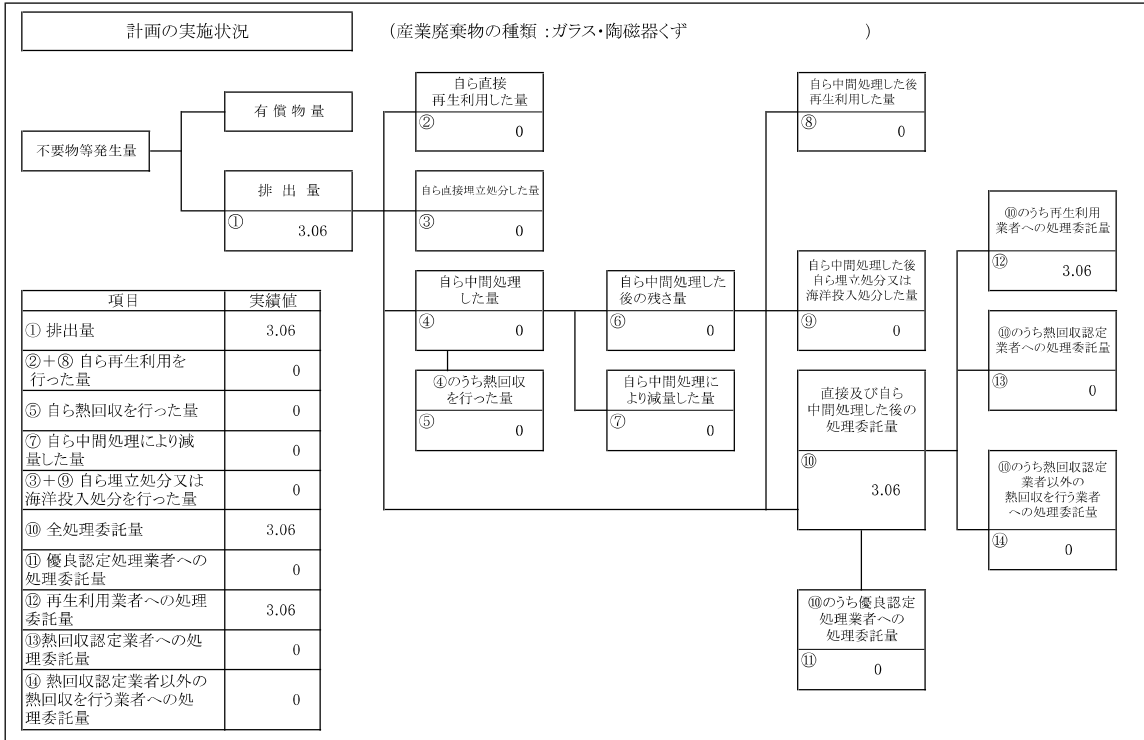 計画の実施状況
（産業廃棄物の種類：ガラス・陶磁器くず　　　　　　　　）
不要物等発生量
有償物量
排出量
①
3.06
自ら直接
再生利用した量
②
0
自ら直接埋立処分した量
③
0
自ら中間処理
した量
④
0
④のうち熱回収
を行った量
⑤
0
自ら中間処理した
後の残さ量
⑥
0
自ら中間処理に
より減量した量
⑦
0
自ら中間処理した後
再生利用した量
⑧
0
自ら中間処理した後
自ら埋立処分又は
海洋投入処分した量
⑨
0
直接及び自ら
中間処理した後の
処理委託量
⑩
3.06
⑩のうち優良認定
処理業者への
処理委託量
⑪
0
⑩のうち再生利用
業者への処理委託量
⑫
3.06
⑩のうち熱回収認定
業者への処理委託量
⑬
0
⑩のうち熱回収認定
業者以外の
熱回収を行う業者
への処理委託量
⑭
0
項目 実績値
① 排出量 3.06
②＋⑧ 自ら再生利用を
行った量 0
⑤ 自ら熱回収を行った量 0
⑦ 自ら中間処理により減
量した量 0
③＋⑨ 自ら埋立処分又は
海洋投入処分を行った量 0
⑩ 全処理委託量 3.06
⑪ 優良認定処理業者への
処理委託量 0
⑫ 再生利用業者への処理
委託量 3.06
⑬熱回収認定業者への処
理委託量 0
⑭ 熱回収認定業者以外の
熱回収を行う業者への処
理委託量 0